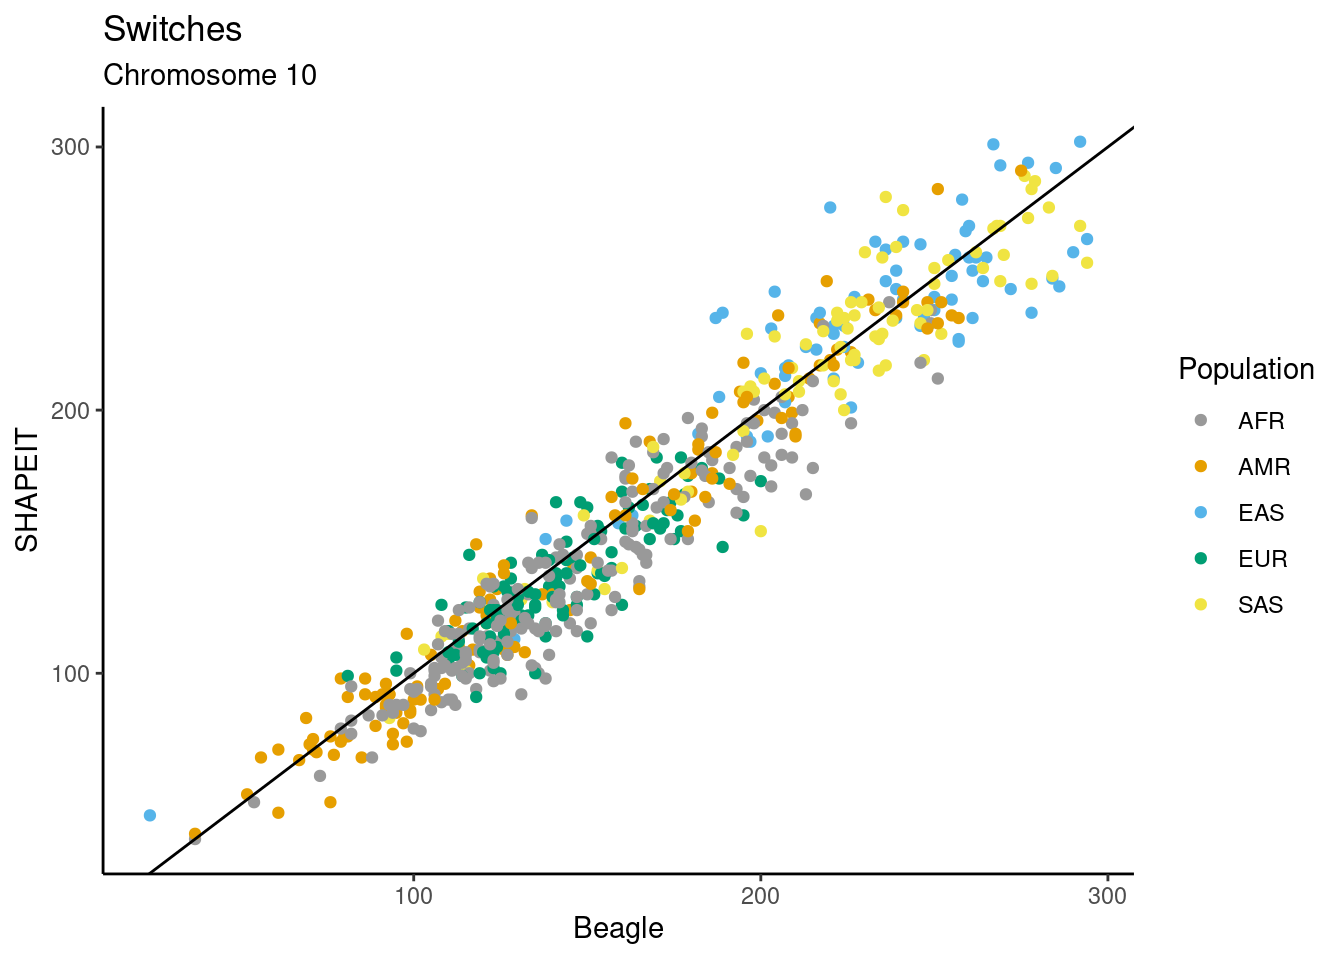 Switches
Chromosome 10
SHAPEIT
300
200
100
100
200
300
Beagle
Population
AFR
AMR
EAS
EUR
SAS